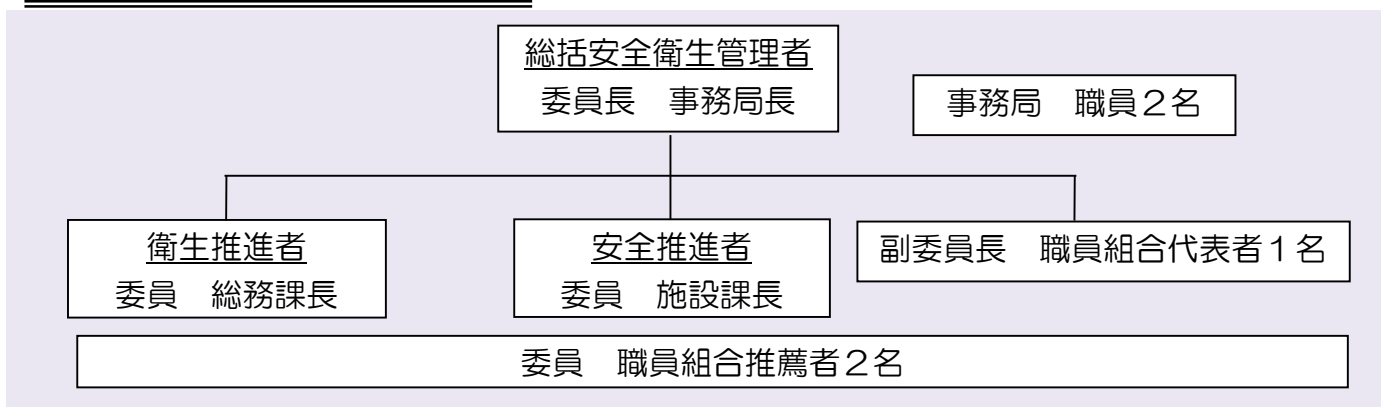 総括安全衛生管理者
委員長　事務局長
事務局　職員２名
衛生推進者
委員　総務課長
安全推進者
委員　施設課長
副委員長　職員組合代表者１名
委員　職員組合推薦者２名